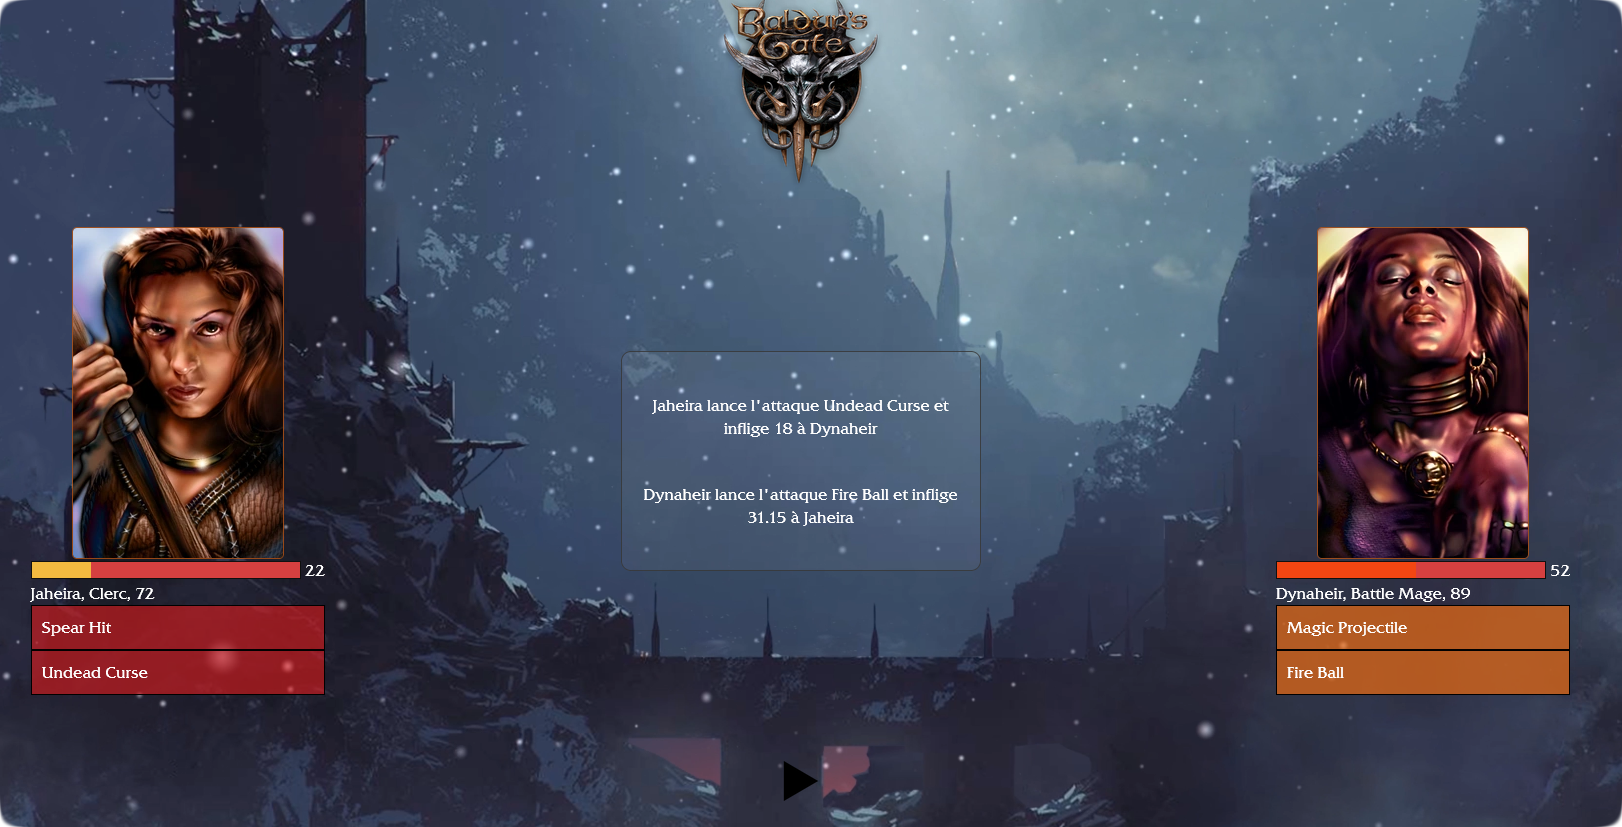 Baldur's
Gate
Jaheira lance l'attaque Undead Curse et
inflige 18 à Dynaheir
Dynaheir lance l'attaque Fire Ball et inflige
31.15 à Jaheira
22
Jaheira, Clerc, 72
Spear Hit
Undead Curse
52
Dynaheir, Battle Mage, 89
Magic Projectile
Fire Ball